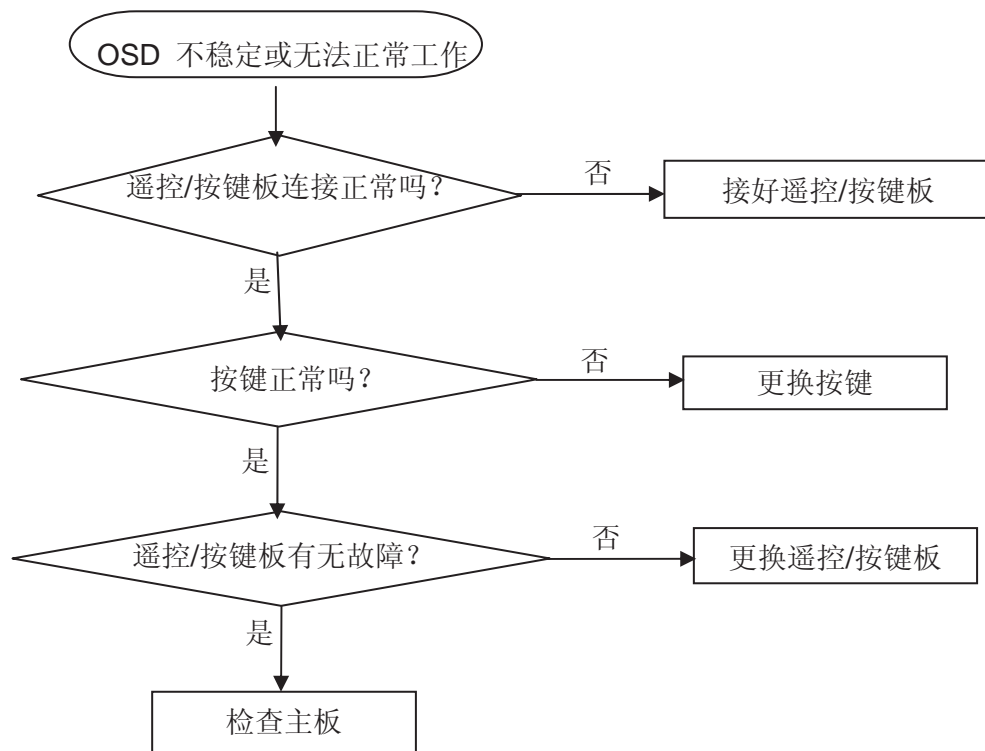 OSD 不稳定或无法正常工作
遥控/按键板连接正常吗？
否
接好遥控/按键板
是
按键正常吗？
否
更换按键
是
遥控/按键板有无故障？
否
更换遥控/按键板
是
检查主板